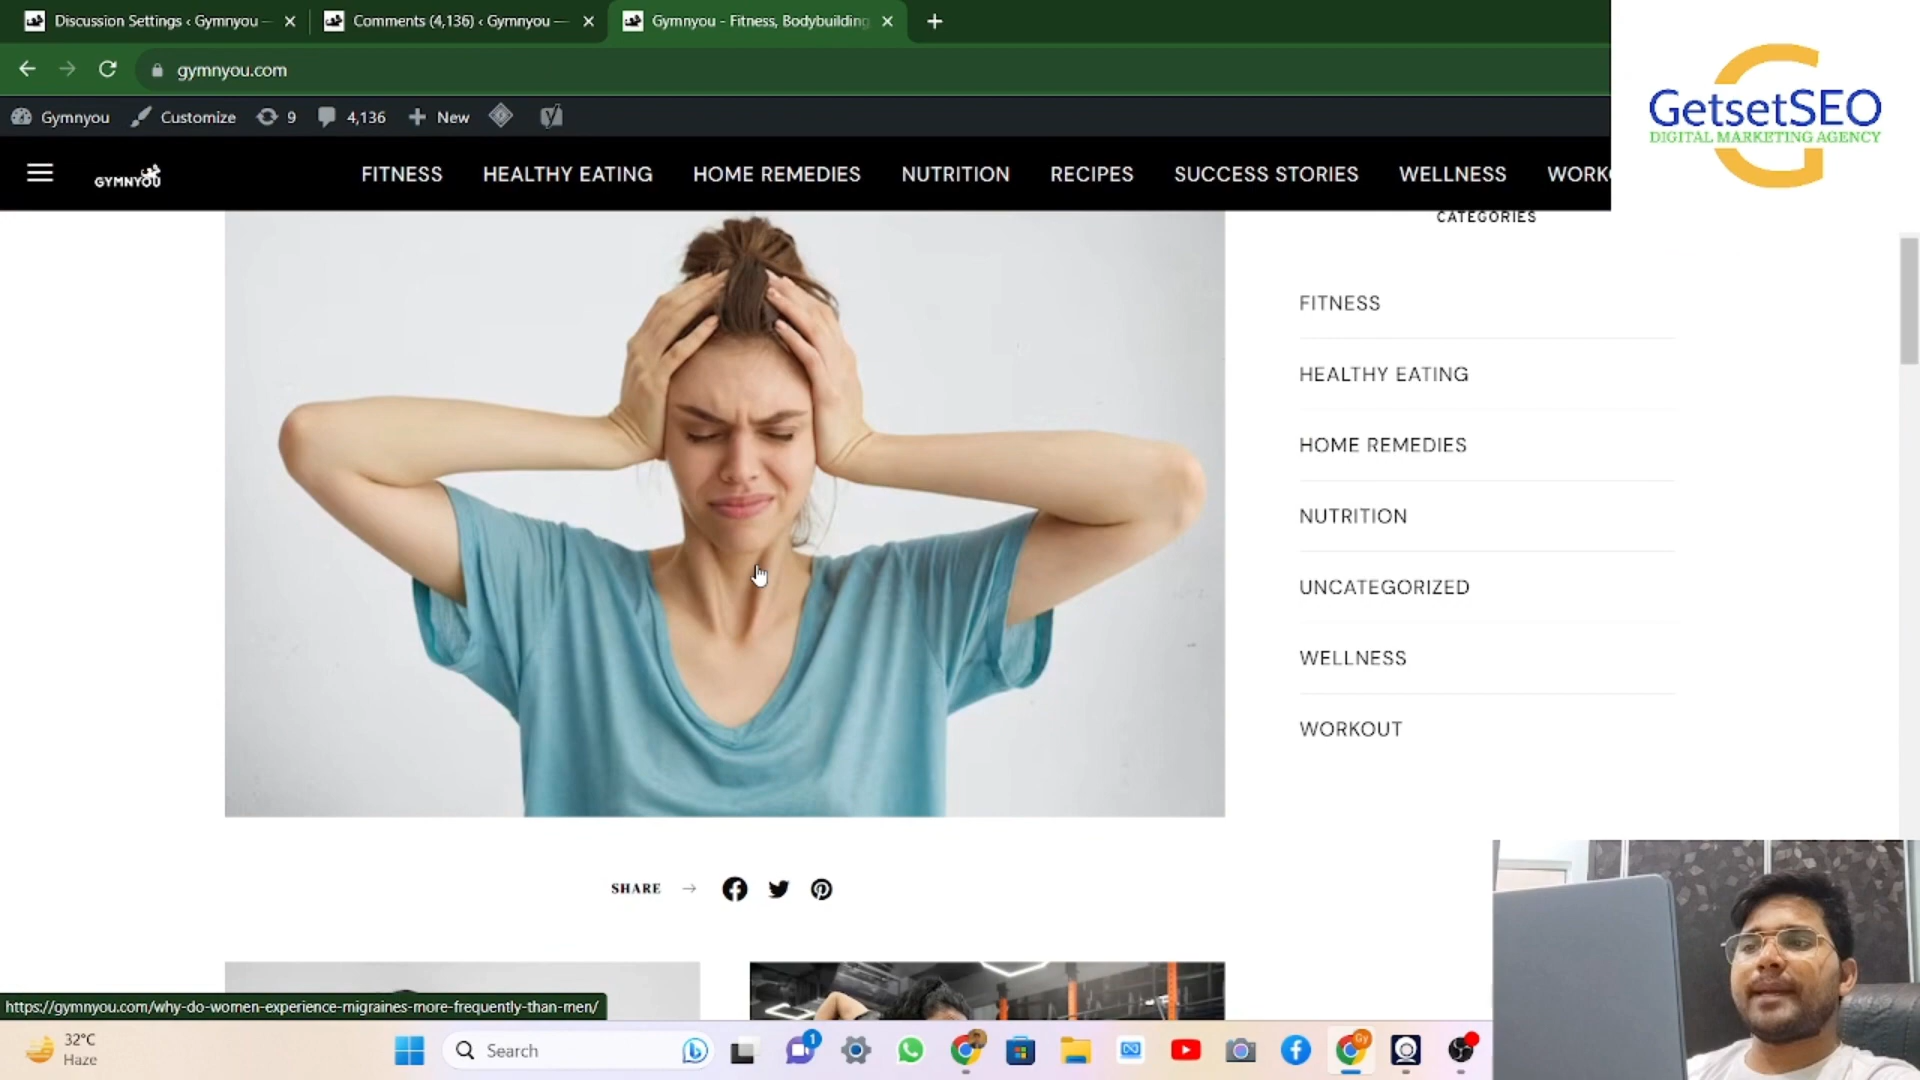 Discussion Settings ‹ Gymnyou —
Comments (4,136) ‹ Gymnyou —
Gymnyou - Fitness, Bodybuilding
gymnyou.com
Gymnyou
Customize
9
4,136
New
GetsetSEO
DIGITAL MARKETING AGENCY
GYMNYOU
FITNESS
HEALTHY EATING
HOME REMEDIES
NUTRITION
RECIPES
SUCCESS STORIES
WELLNESS
WORK
CATEGORIES
FITNESS
HEALTHY EATING
HOME REMEDIES
NUTRITION
UNCATEGORIZED
WELLNESS
WORKOUT
SHARE
https://gymnyou.com/why-do-women-experience-migraines-more-frequently-than-men/
32°C
Haze
Search
1
Gy